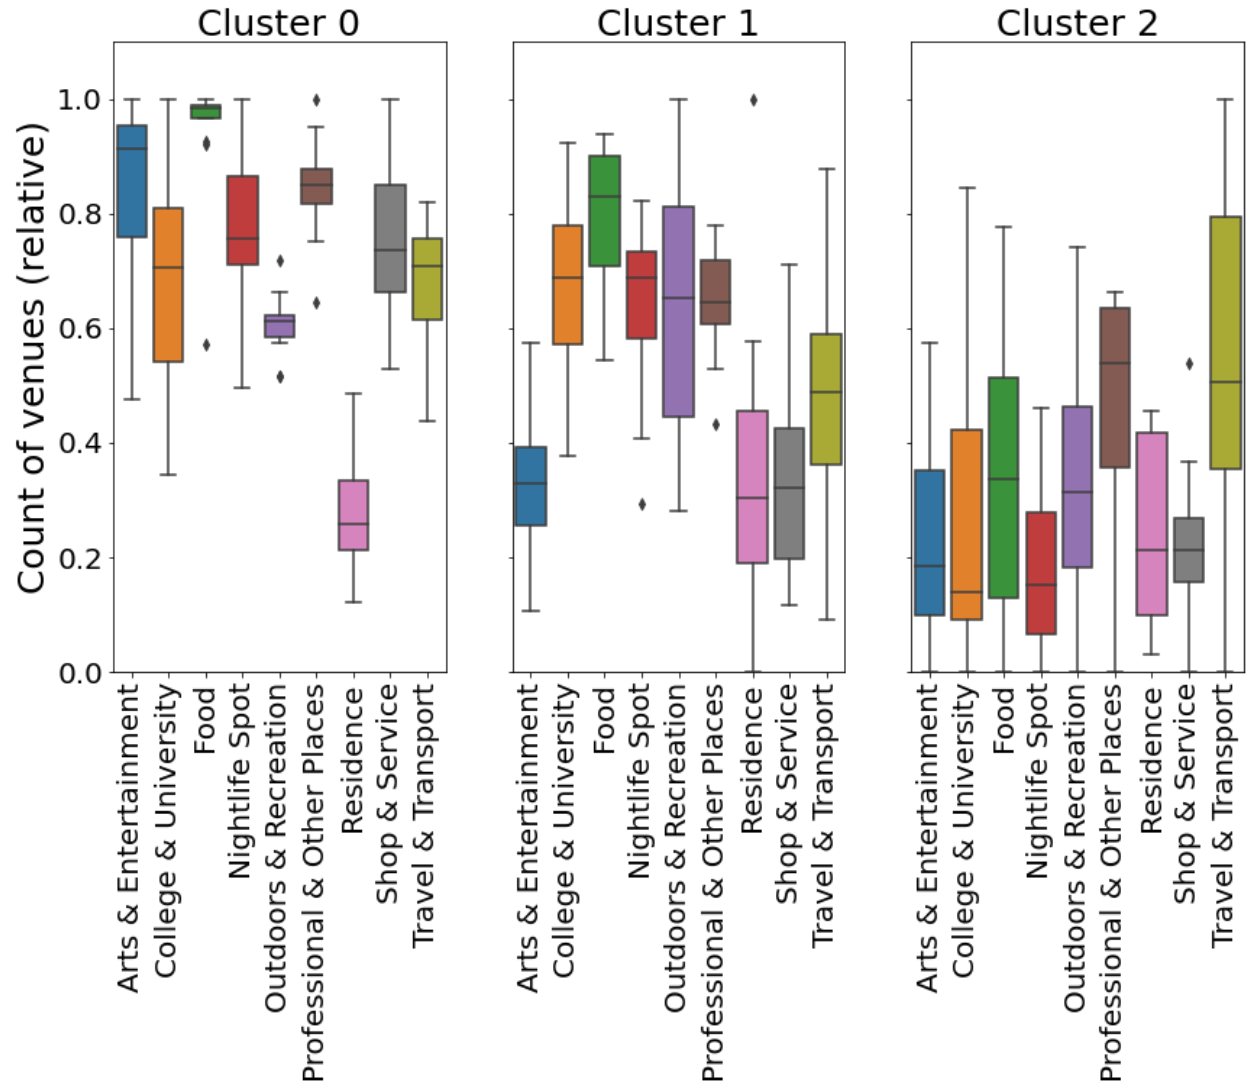 Cluster 0
Cluster 1
Cluster 2
Count of venues (relative)
1.0
0.8
0.6
0.4
0.2
0.0
Arts & Entertainment
College & University
Food
Nightlife Spot
Outdoors & Recreation
Professional & Other Places
Residence
Shop & Service
Travel & Transport
Arts & Entertainment
College & University
Food
Nightlife Spot
Outdoors & Recreation
Professional & Other Places
Residence
Shop & Service
Travel & Transport
Arts & Entertainment
College & University
Food
Nightlife Spot
Outdoors & Recreation
Professional & Other Places
Residence
Shop & Service
Travel & Transport